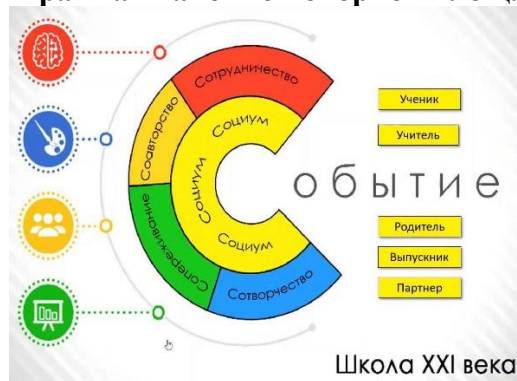 Сотрудничество
Соавторство
Сопереживание
Сотворчество
Социум
Социум
Социум
обытие
Ученик
Учитель
Родитель
Выпускник
Партнер
Школа XXI века